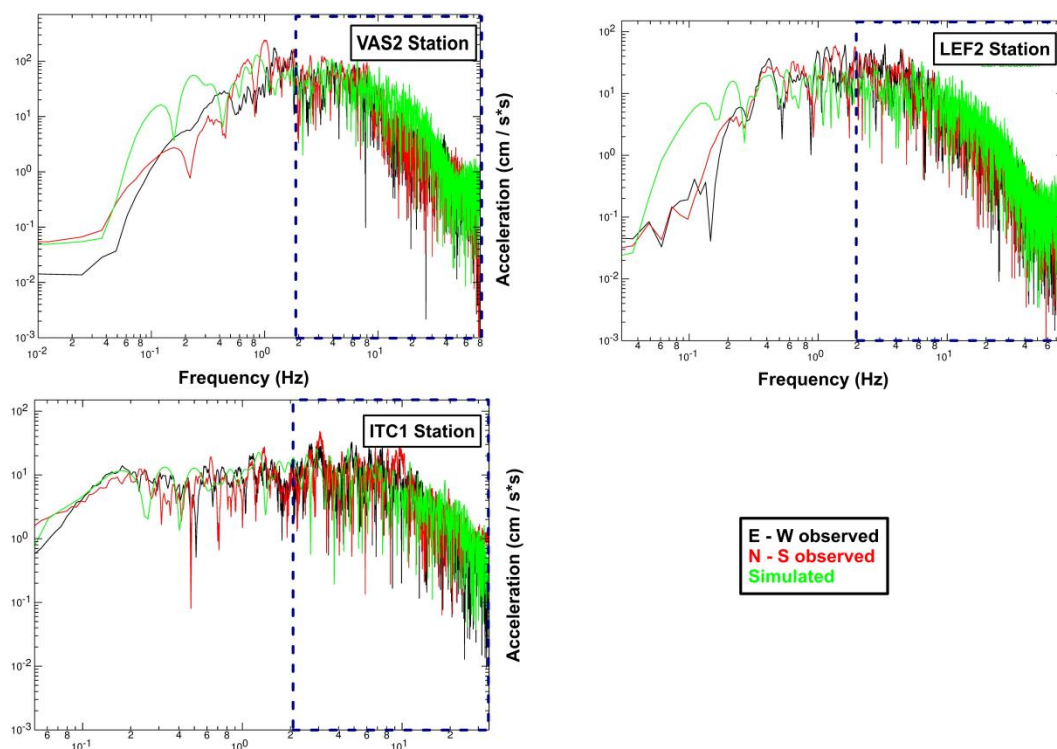 VAS2 Station
10²
10¹
10⁰
10⁻¹
10⁻²
10⁻³
10⁻² 2 4 6 8 10⁻¹ 2 4 6 8 10⁰ 2 4 6 8 10¹ 2 4 6 8
Frequency (Hz)
Acceleration (cm / s*s)
LEF2 Station
10²
10¹
10⁰
10⁻¹
10⁻²
10⁻³
4 6 8 10⁻¹ 2 4 6 8 10⁰ 2 4 6 8 10¹ 2 4 6
Frequency (Hz)
ITC1 Station
10²
10¹
10⁰
10⁻¹
10⁻²
10⁻³
6 8 10⁻¹ 2 4 6 8 10⁰ 2 4 6 8 10¹ 2
Acceleration (cm / s*s)
E - W observed
N - S observed
Simulated